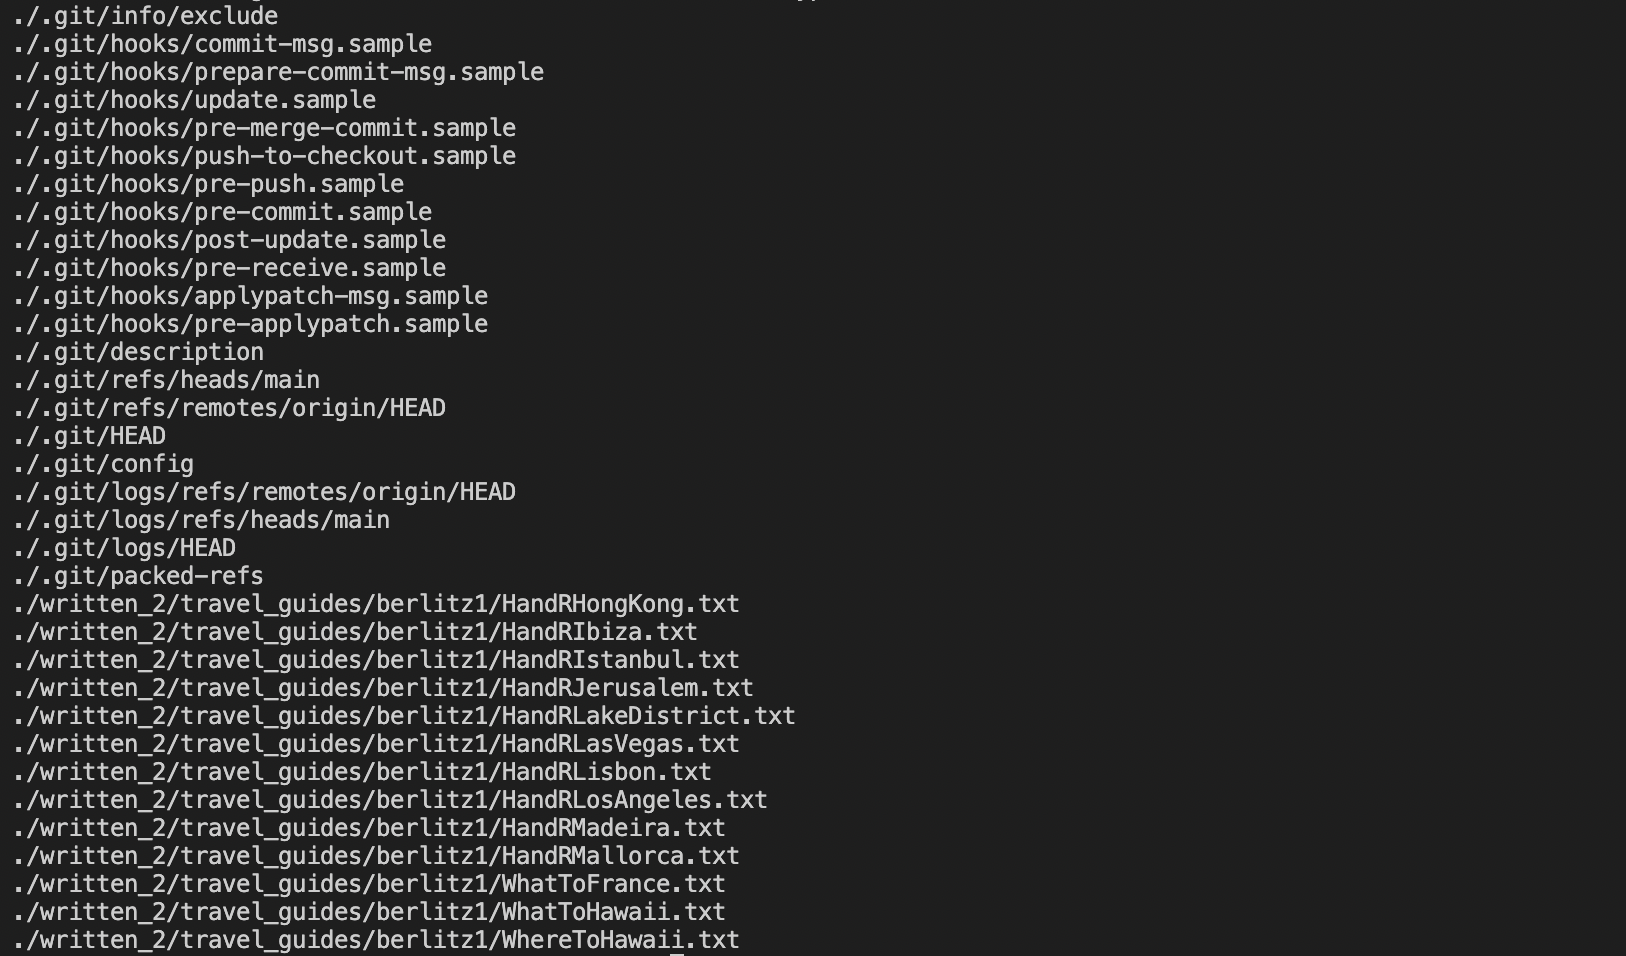 ./.git/info/exclude
./.git/hooks/commit-msg.sample
./.git/hooks/prepare-commit-msg.sample
./.git/hooks/update.sample
./.git/hooks/pre-merge-commit.sample
./.git/hooks/push-to-checkout.sample
./.git/hooks/pre-push.sample
./.git/hooks/pre-commit.sample
./.git/hooks/post-update.sample
./.git/hooks/pre-receive.sample
./.git/hooks/applypatch-msg.sample
./.git/hooks/pre-applypatch.sample
./.git/description
./.git/refs/heads/main
./.git/refs/remotes/origin/HEAD
./.git/HEAD
./.git/config
./.git/logs/refs/remotes/origin/HEAD
./.git/logs/refs/heads/main
./.git/logs/HEAD
./.git/packed-refs
./written_2/travel_guides/berlitz1/HandRHongKong.txt
./written_2/travel_guides/berlitz1/HandRIbiza.txt
./written_2/travel_guides/berlitz1/HandRIstanbul.txt
./written_2/travel_guides/berlitz1/HandRJerusalem.txt
./written_2/travel_guides/berlitz1/HandRLakeDistrict.txt
./written_2/travel_guides/berlitz1/HandRLasVegas.txt
./written_2/travel_guides/berlitz1/HandRLisbon.txt
./written_2/travel_guides/berlitz1/HandRLosAngeles.txt
./written_2/travel_guides/berlitz1/HandRMadeira.txt
./written_2/travel_guides/berlitz1/HandRMallorca.txt
./written_2/travel_guides/berlitz1/WhatToFrance.txt
./written_2/travel_guides/berlitz1/WhatToHawaii.txt
./written_2/travel_guides/berlitz1/WhereToHawaii.txt